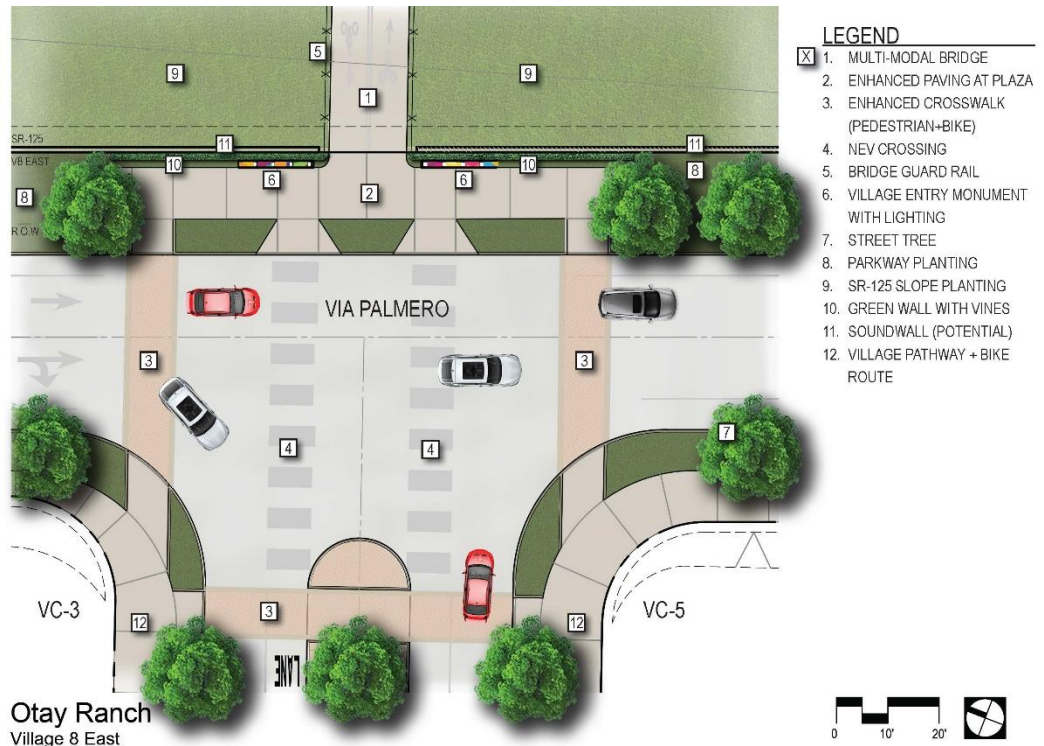 LEGEND
X 1. MULTI-MODAL BRIDGE
2. ENHANCED PAVING AT PLAZA
3. ENHANCED CROSSWALK
(PEDESTRIAN+BIKE)
4. NEV CROSSING
5. BRIDGE GUARD RAIL
6. VILLAGE ENTRY MONUMENT
WITH LIGHTING
7. STREET TREE
8. PARKWAY PLANTING
9. SR-125 SLOPE PLANTING
10. GREEN WALL WITH VINES
11. SOUNDWALL (POTENTIAL)
12. VILLAGE PATHWAY + BIKE
ROUTE
5
9
9
1
SR-125
11
11
V8 EAST
10
6
6
10
8
8
2
R.O.W
VIA PALMERO
3
3
7
4
4
VC-3
12
3
12
VC-5
LANE
Otay Ranch
Village 8 East
0 10' 20'